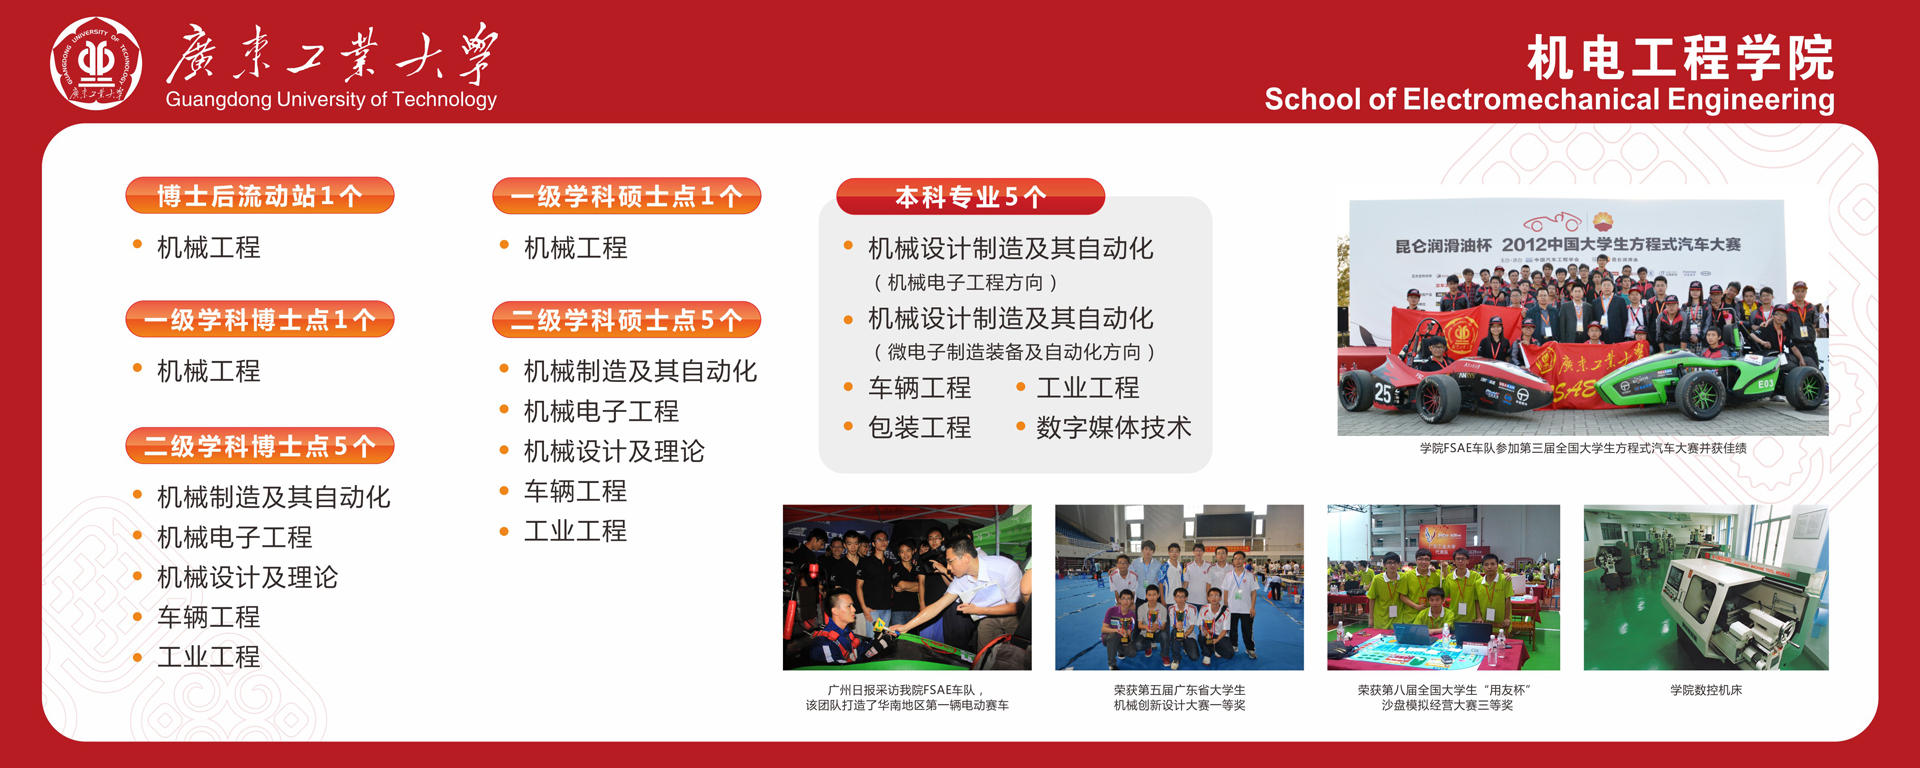 廣東工業大學
Guangdong University of Technology
机电工程学院
School of Electromechanical Engineering
博士后流动站1个
机械工程
一级学科博士点1个
机械工程
二级学科博士点5个
机械制造及其自动化
机械电子工程
机械设计及理论
车辆工程
工业工程
一级学科硕士点1个
机械工程
二级学科硕士点5个
机械制造及其自动化
机械电子工程
机械设计及理论
车辆工程
工业工程
本科专业5个
机械设计制造及其自动化
（机械电子工程方向）
机械设计制造及其自动化
（微电子制造装备及自动化方向）
车辆工程
工业工程
包装工程
数字媒体技术
昆仑润滑油杯 2012中国大学生方程式汽车大赛
25
E03
学院FSAE车队参加第三届全国大学生方程式汽车大赛并获佳绩
广州日报采访我院FSAE车队，
该团队打造了华南地区第一辆电动赛车
荣获第五届广东省大学生
机械创新设计大赛一等奖
荣获第八届全国大学生“用友杯”
沙盘模拟经营大赛三等奖
学院数控机床